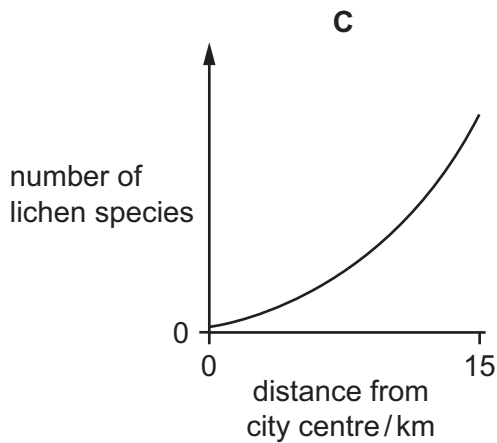 C
number of
lichen species
0
0
15
distance from
city centre / km